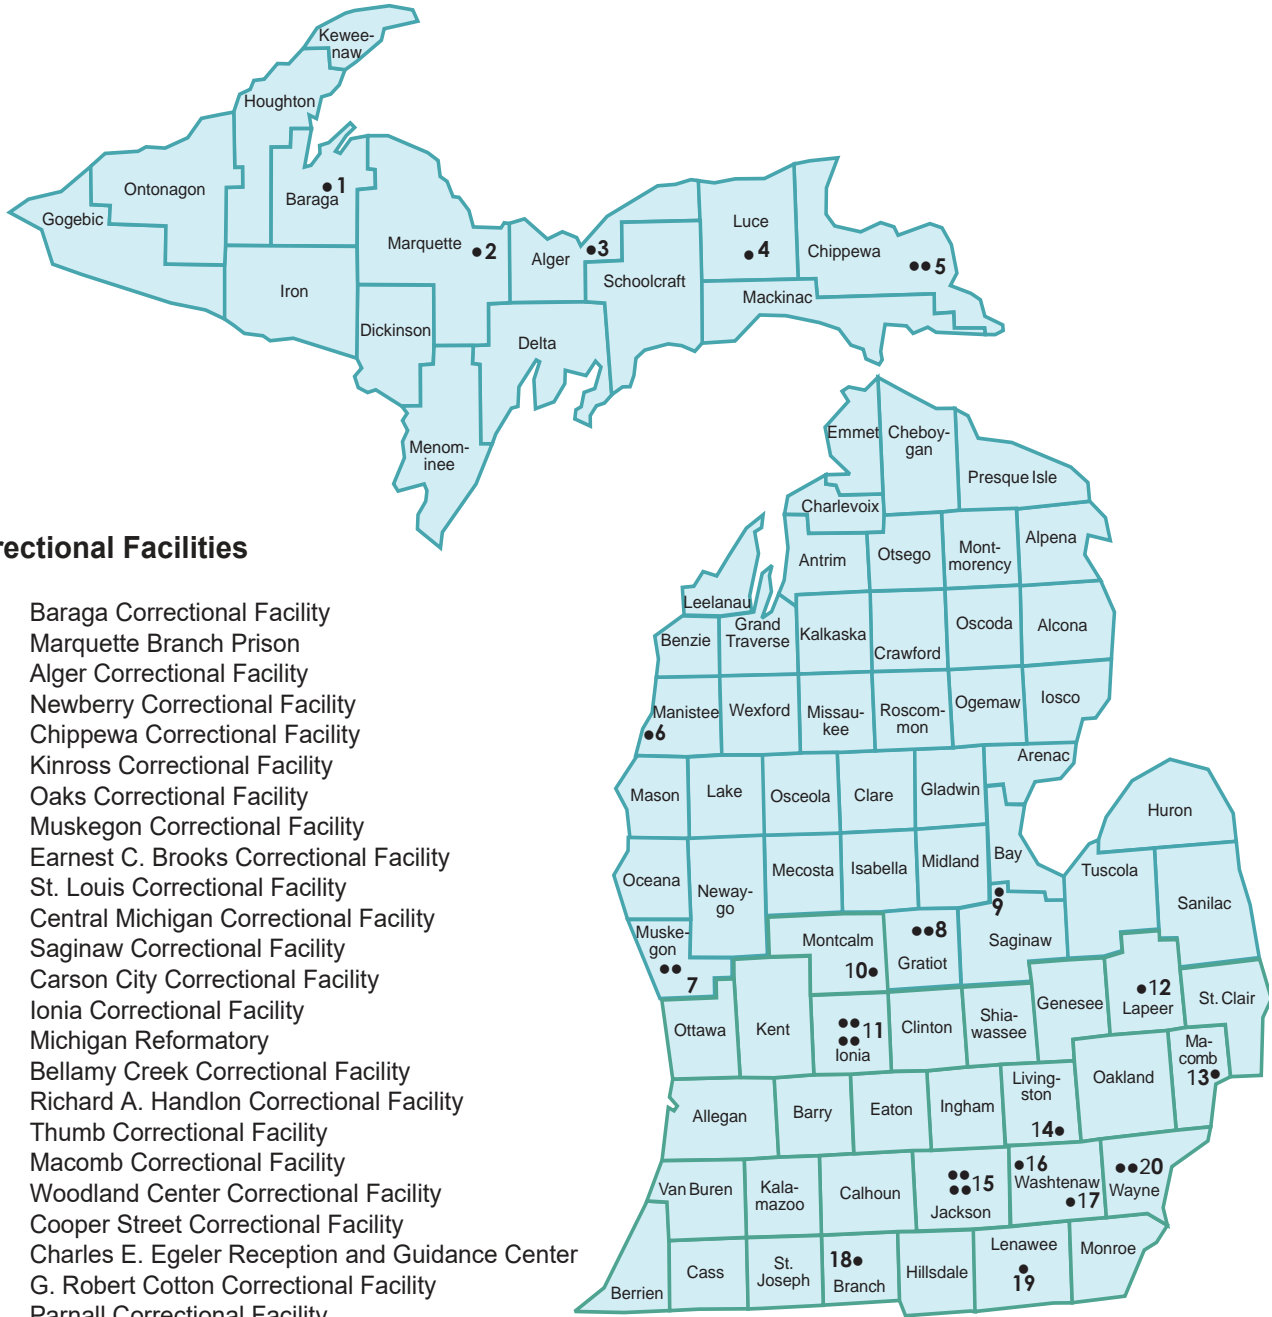 Kewee-
naw
Houghton
Ontonagon
Baraga
1
Gogebic
Marquette
2
Alger
3
Luce
4
Chippewa
5
Schoolcraft
Mackinac
Iron
Dickinson
Delta
Menom-
inee
Emmet
Cheboy-
gan
Presque Isle
Charlevoix
Antrim
Otsego
Mont-
morency
Alpena
Leelanau
Benzie
Grand
Traverse
Kalkaska
Crawford
Oscoda
Alcona
Manistee
6
Wexford
Missau-
kee
Roscom-
mon
Ogemaw
Iosco
Arenac
Mason
Lake
Osceola
Clare
Gladwin
Huron
Oceana
Neway-
go
Mecosta
Isabella
Midland
Bay
9
Tuscola
Sanilac
Muske-
gon
7
Montcalm
10
8
Gratiot
Saginaw
Ottawa
Kent
11
Ionia
Clinton
Shia-
wassee
Genesee
12
Lapeer
St. Clair
Allegan
Barry
Eaton
Ingham
Living-
ston
14
Oakland
Ma-
comb
13
Van Buren
Kala-
mazoo
Calhoun
15
Jackson
16
Washtenaw
17
20
Wayne
Berrien
Cass
St.
Joseph
18
Branch
Hillsdale
Lenawee
19
Monroe
rectional Facilities
Baraga Correctional Facility
Marquette Branch Prison
Alger Correctional Facility
Newberry Correctional Facility
Chippewa Correctional Facility
Kinross Correctional Facility
Oaks Correctional Facility
Muskegon Correctional Facility
Earnest C. Brooks Correctional Facility
St. Louis Correctional Facility
Central Michigan Correctional Facility
Saginaw Correctional Facility
Carson City Correctional Facility
Ionia Correctional Facility
Michigan Reformatory
Bellamy Creek Correctional Facility
Richard A. Handlon Correctional Facility
Thumb Correctional Facility
Macomb Correctional Facility
Woodland Center Correctional Facility
Cooper Street Correctional Facility
Charles E. Egeler Reception and Guidance Center
G. Robert Cotton Correctional Facility
Parnall Correctional Facility